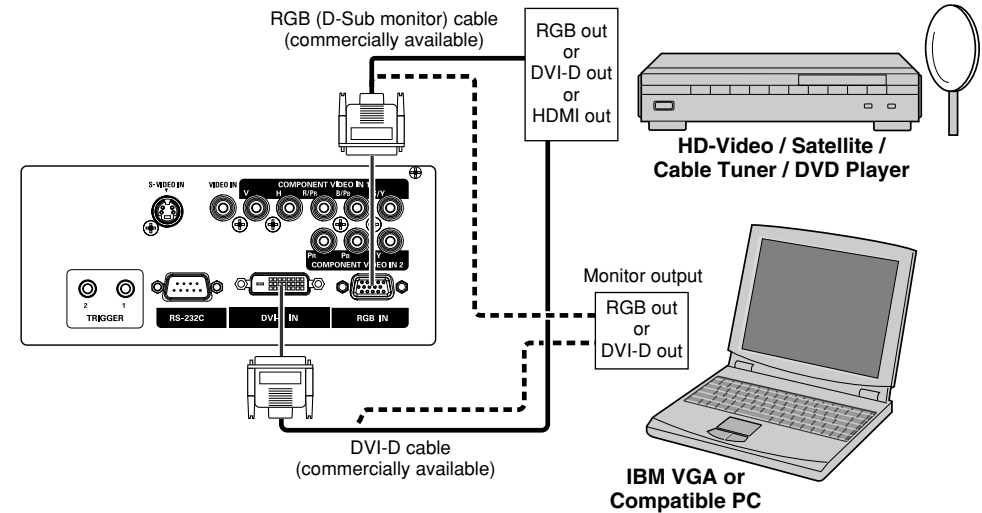 RGB (D-Sub monitor) cable
(commercially available)
RGB out
or
DVI-D out
or
HDMI out
HD-Video / Satellite /
Cable Tuner / DVD Player
S-VIDEO IN
VIDEO IN
COMPONENT VIDEO IN 1
V H R/PR B/PB G/Y
PR PB Y
COMPONENT VIDEO IN 2
2 1
TRIGGER
RS-232C
DVI-D IN
RGB IN
Monitor output
RGB out
or
DVI-D out
DVI-D cable
(commercially available)
IBM VGA or
Compatible PC